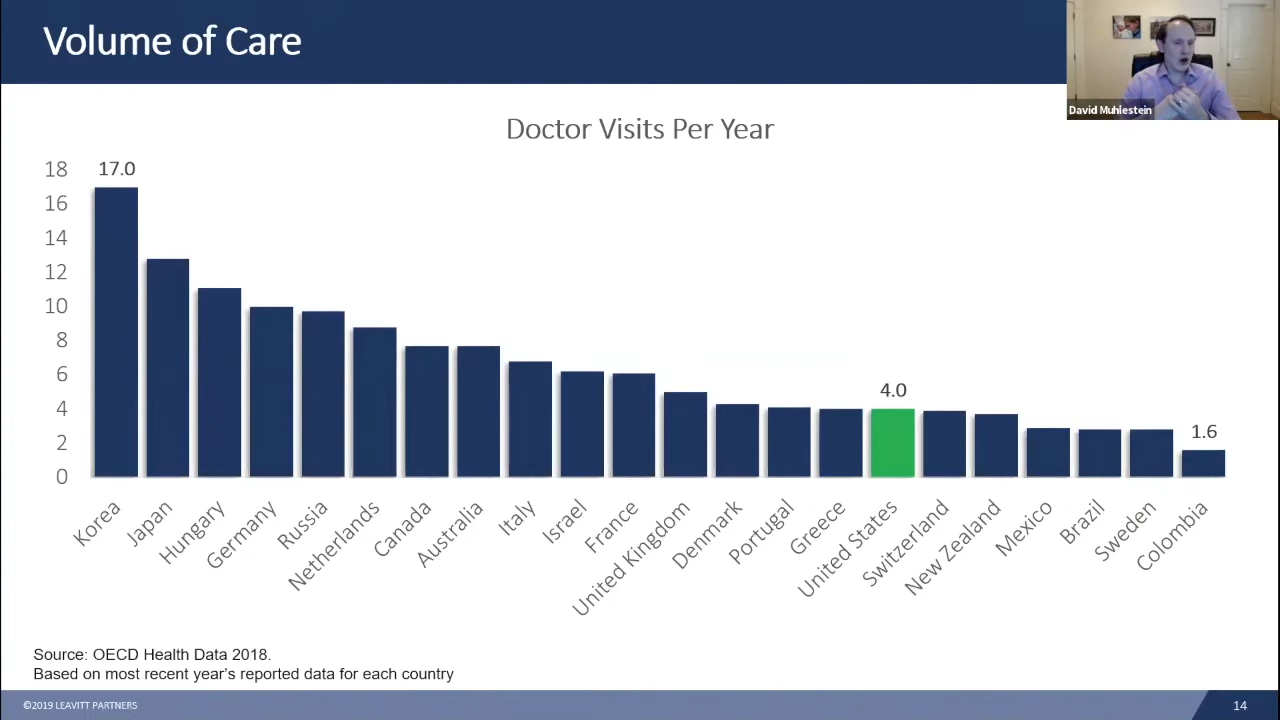 Volume of Care
David Muhlestein
Doctor Visits Per Year
18
16
14
12
10
8
6
4
2
0
17.0
4.0
1.6
Korea
Japan
Hungary
Germany
Russia
Netherlands
Canada
Australia
Italy
Israel
France
United Kingdom
Denmark
Portugal
Greece
United States
Switzerland
New Zealand
Mexico
Brazil
Sweden
Colombia
Source: OECD Health Data 2018.
Based on most recent year’s reported data for each country
©2019 LEAVITT PARTNERS
14